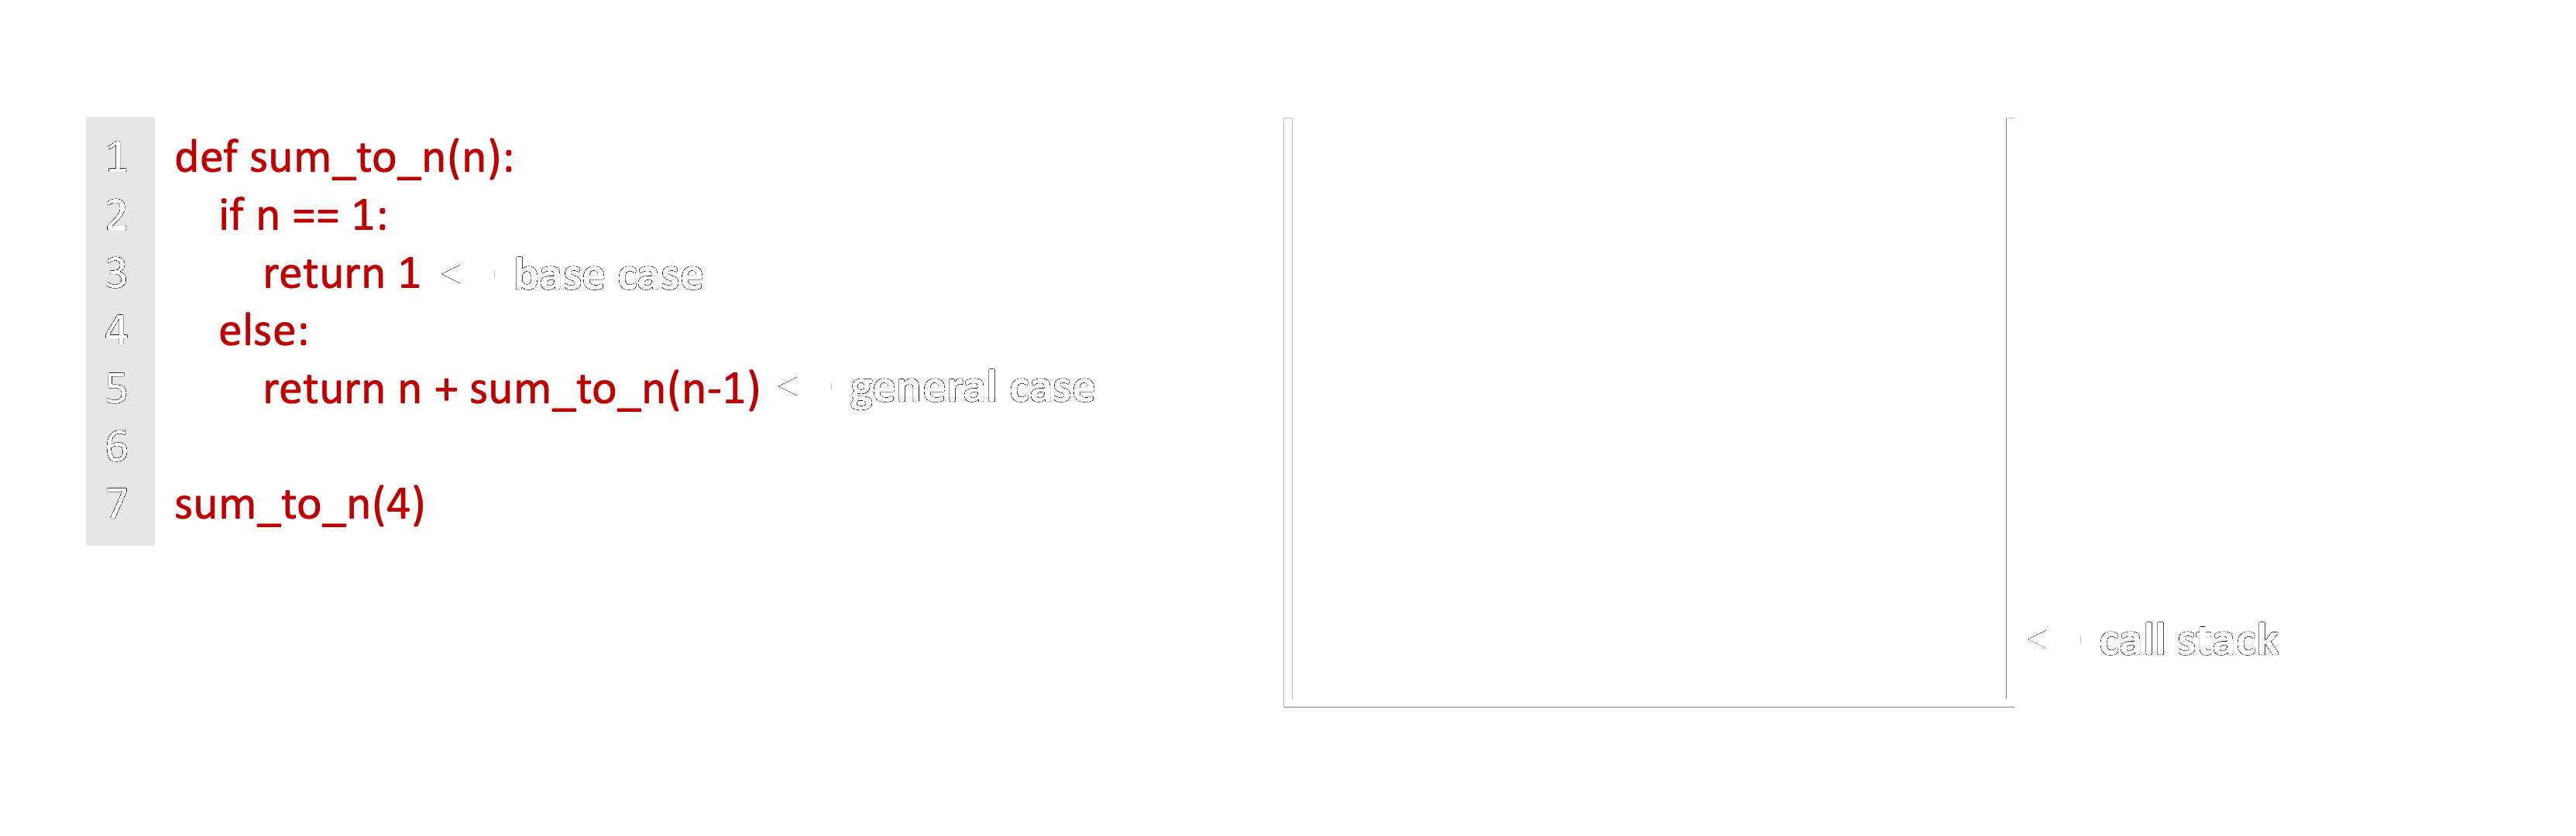 1 def sum_to_n(n):
2 if n == 1:
3 return 1 < base case
4 else:
5 return n + sum_to_n(n-1) < general case
6
7 sum_to_n(4)
< call stack